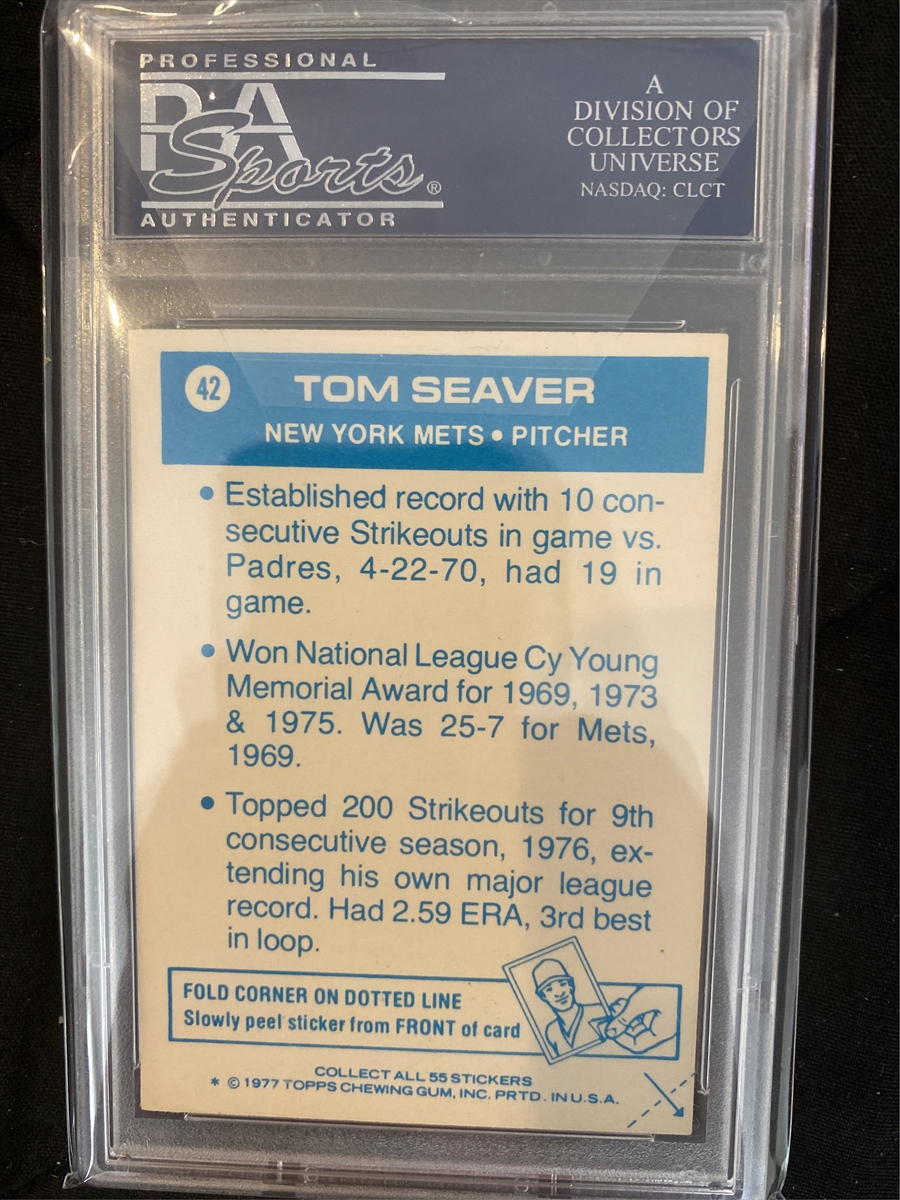 PROFESSIONAL
PSA
Sports®
AUTHENTICATOR
A
DIVISION OF
COLLECTORS
UNIVERSE
NASDAQ: CLCT
42
TOM SEAVER
NEW YORK METS • PITCHER
• Established record with 10 con-
secutive Strikeouts in game vs.
Padres, 4-22-70, had 19 in
game.
• Won National League Cy Young
Memorial Award for 1969, 1973
& 1975. Was 25-7 for Mets,
1969.
• Topped 200 Strikeouts for 9th
consecutive season, 1976, ex-
tending his own major league
record. Had 2.59 ERA, 3rd best
in loop.
FOLD CORNER ON DOTTED LINE
Slowly peel sticker from FRONT of card
COLLECT ALL 55 STICKERS
* © 1977 TOPPS CHEWING GUM, INC. PRTD. IN U.S.A.